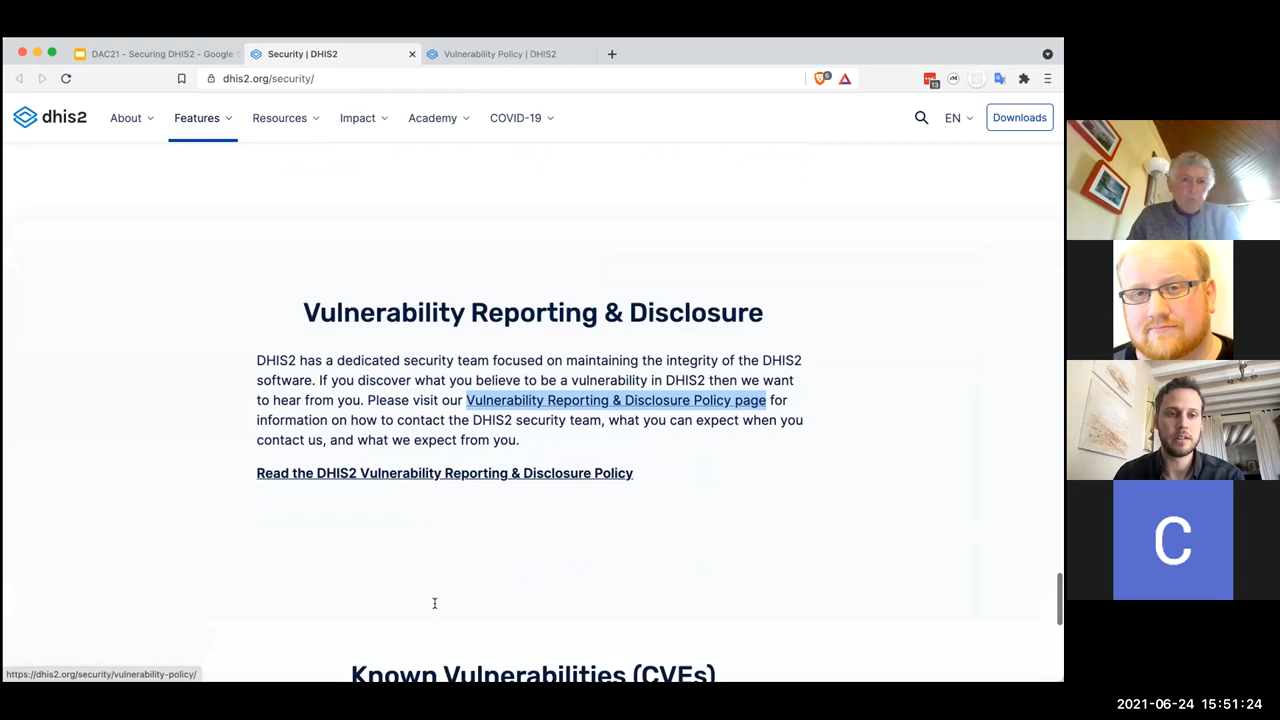 DAC21 - Securing DHIS2 - Google S
Security | DHIS2
Vulnerability Policy | DHIS2
dhis2.org/security/
13
dhis2
About
Features
Resources
Impact
Academy
COVID-19
EN
Downloads
Vulnerability Reporting & Disclosure
DHIS2 has a dedicated security team focused on maintaining the integrity of the DHIS2
software. If you discover what you believe to be a vulnerability in DHIS2 then we want
to hear from you. Please visit our Vulnerability Reporting & Disclosure Policy page for
information on how to contact the DHIS2 security team, what you can expect when you
contact us, and what we expect from you.
Read the DHIS2 Vulnerability Reporting & Disclosure Policy
Known Vulnerabilities (CVEs)
https://dhis2.org/security/vulnerability-policy/
C
2021-06-24 15:51:24